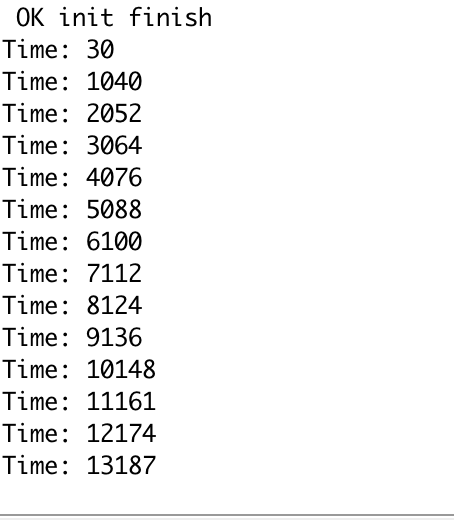 OK init finish
Time: 30
Time: 1040
Time: 2052
Time: 3064
Time: 4076
Time: 5088
Time: 6100
Time: 7112
Time: 8124
Time: 9136
Time: 10148
Time: 11161
Time: 12174
Time: 13187